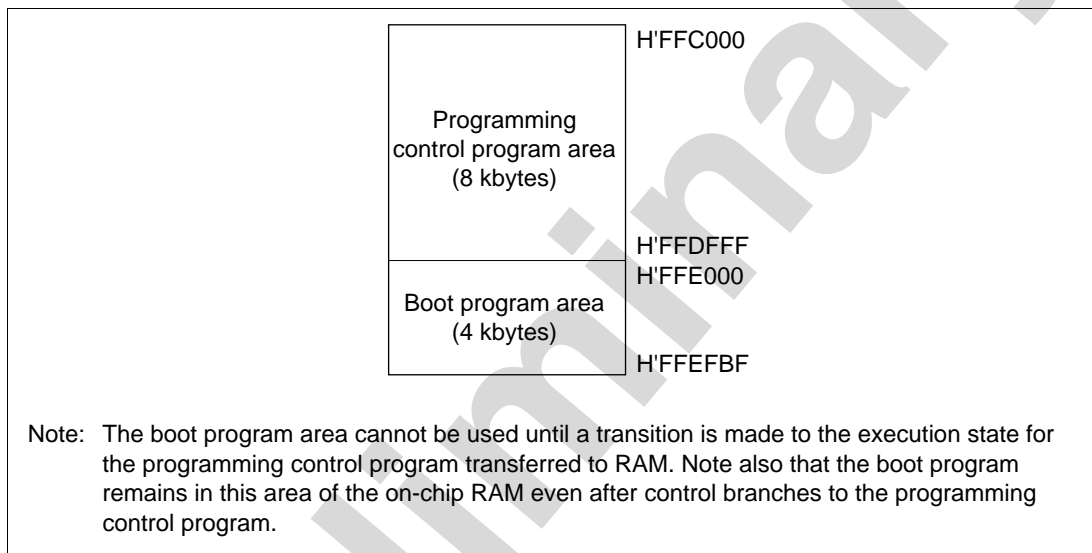 H'FFC000
Programming
control program area
(8 kbytes)
H'FFDFFF
H'FFE000
Boot program area
(4 kbytes)
H'FFEFBF
Note: The boot program area cannot be used until a transition is made to the execution state for
the programming control program transferred to RAM. Note also that the boot program
remains in this area of the on-chip RAM even after control branches to the programming
control program.